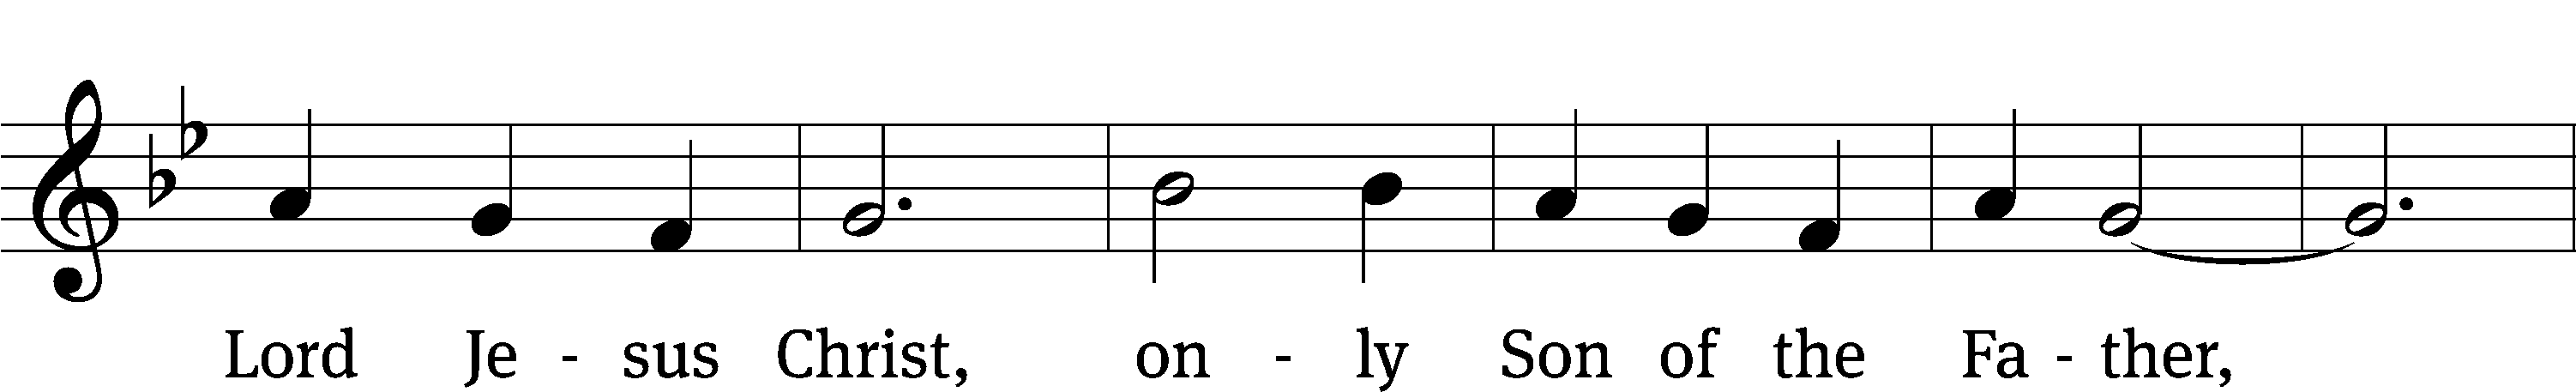 Lord Je - sus Christ, on - ly Son of the Fa - ther,